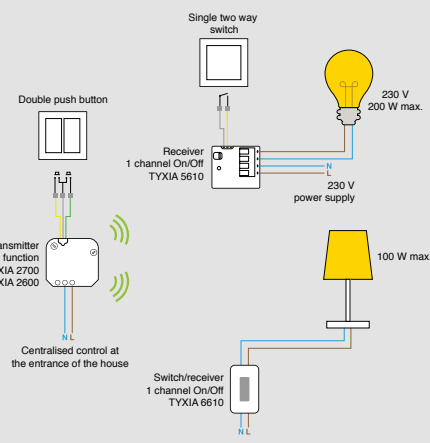 Single two way
switch
Double push button
230 V
200 W max.
Receiver
1 channel On/Off
TYXIA 5610
N
L
230 V
power supply
function
2700
2600
N L
Centralised control at
the entrance of the house
100 W max
Switch/receiver
1 channel On/Off
TYXIA 6610
N L